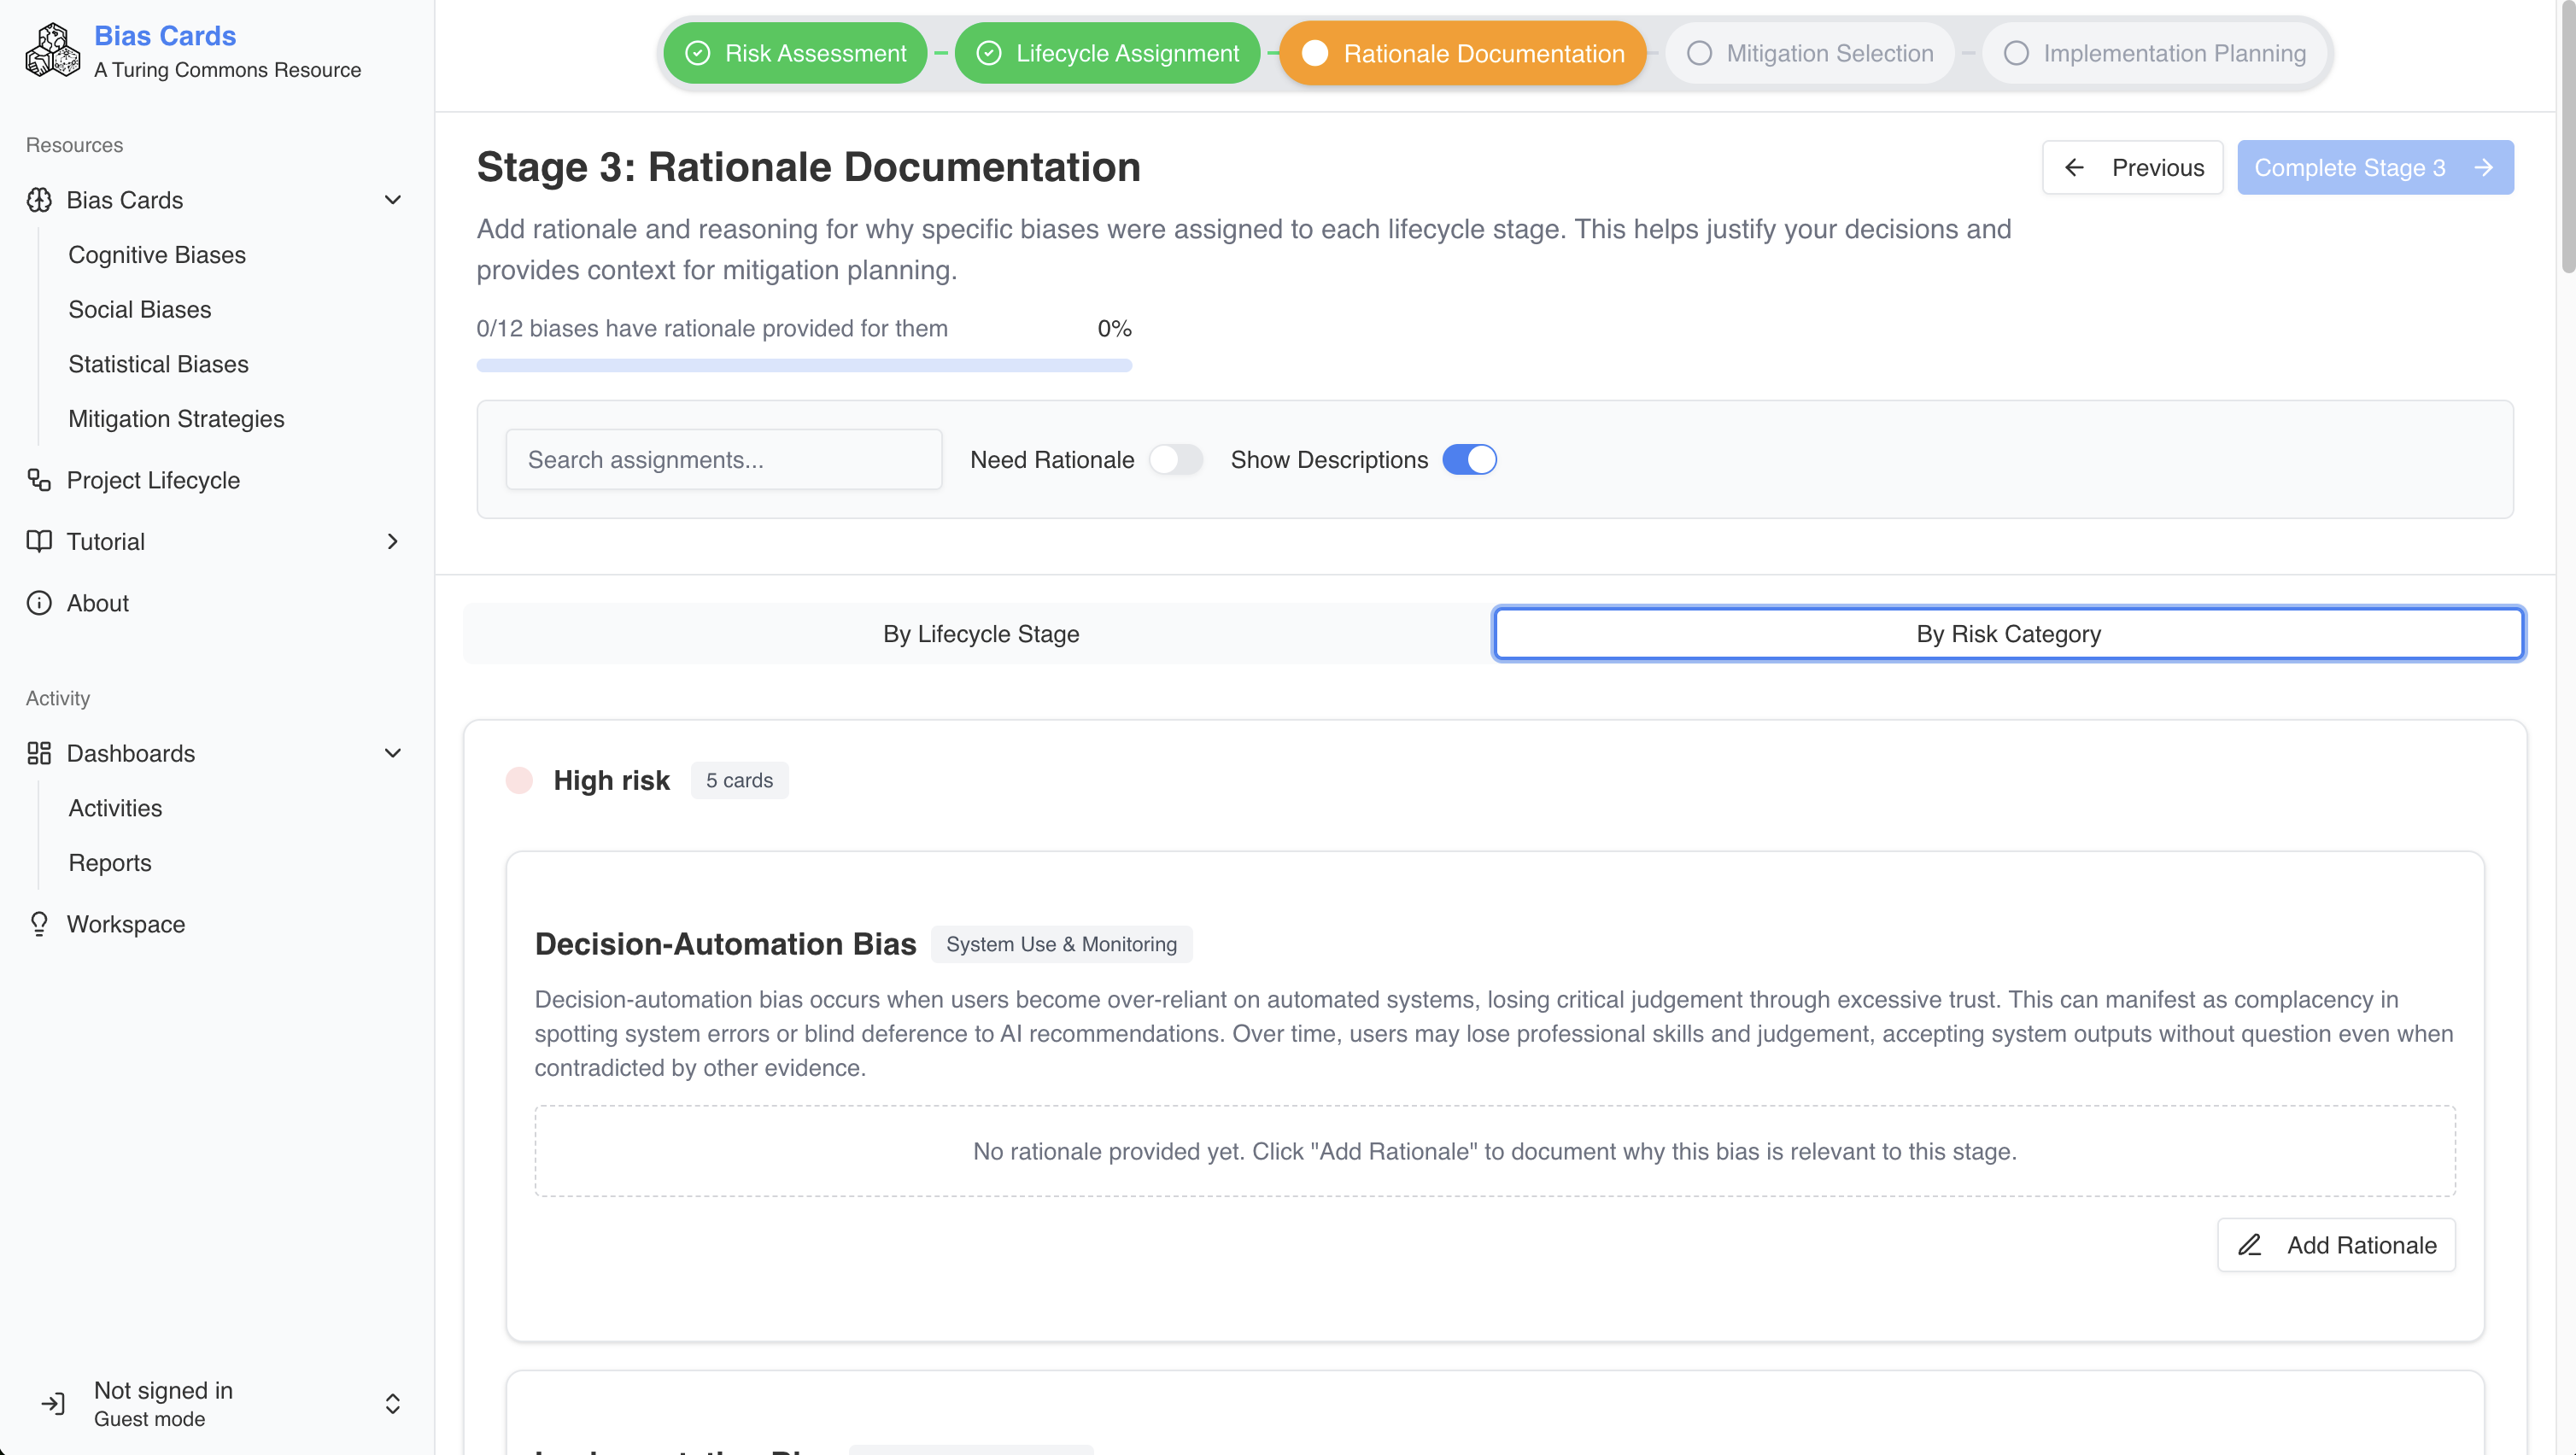 Bias Cards
A Turing Commons Resource
Resources
Bias Cards
Cognitive Biases
Social Biases
Statistical Biases
Mitigation Strategies
Project Lifecycle
Tutorial
About
Activity
Dashboards
Activities
Reports
Workspace
Not signed in
Guest mode
Risk Assessment
Lifecycle Assignment
Rationale Documentation
Mitigation Selection
Implementation Planning
Stage 3: Rationale Documentation
Previous
Complete Stage 3
Add rationale and reasoning for why specific biases were assigned to each lifecycle stage. This helps justify your decisions and
provides context for mitigation planning.
0/12 biases have rationale provided for them 0%
Search assignments...
Need Rationale
Show Descriptions
By Lifecycle Stage
By Risk Category
High risk 5 cards
Decision-Automation Bias System Use & Monitoring
Decision-automation bias occurs when users become over-reliant on automated systems, losing critical judgement through excessive trust. This can manifest as complacency in
spotting system errors or blind deference to AI recommendations. Over time, users may lose professional skills and judgement, accepting system outputs without question even when
contradicted by other evidence.
No rationale provided yet. Click "Add Rationale" to document why this bias is relevant to this stage.
Add Rationale